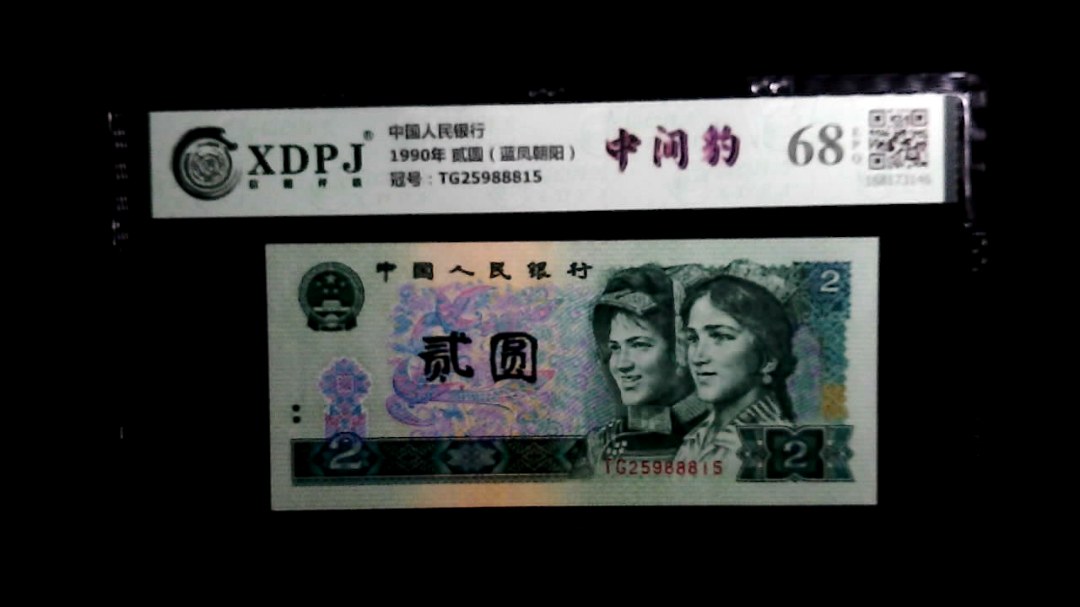 XDPJ®
中国人民银行
1990年 贰圆（蓝凤朝阳）
冠号：TG25988815
中间豹
68
EPQ
中国人民银行
2
贰圆
2
TG25988815
2